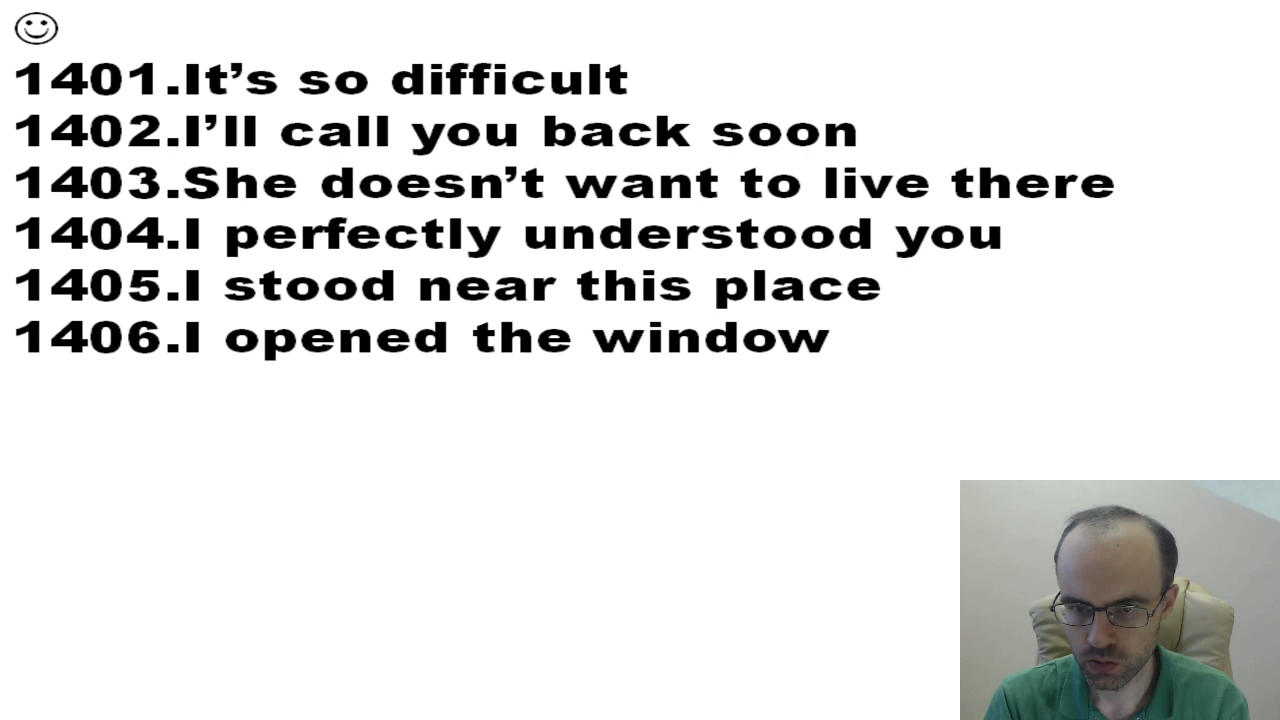 1401.It’s so difficult
1402.I’ll call you back soon
1403.She doesn’t want to live there
1404.I perfectly understood you
1405.I stood near this place
1406.I opened the window